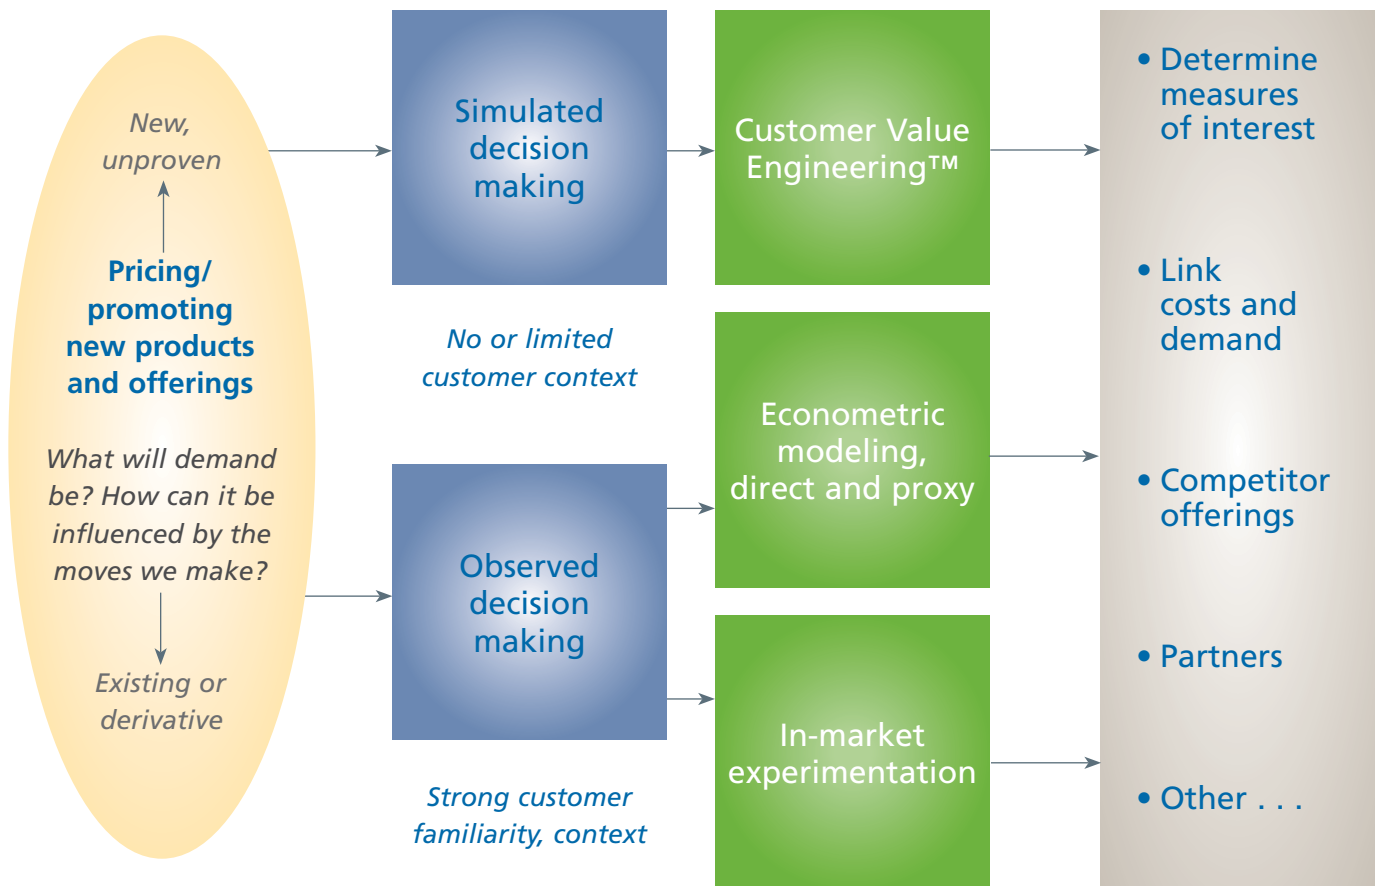 New,
unproven
Pricing/
promoting
new products
and offerings
What will demand
be? How can it be
influenced by the
moves we make?
Existing or
derivative
Simulated
decision
making
No or limited
customer context
Observed
decision
making
Strong customer
familiarity, context
Customer Value
Engineering™
Econometric
modeling,
direct and proxy
In-market
experimentation
• Determine
measures
of interest
• Link
costs and
demand
• Competitor
offerings
• Partners
• Other . . .